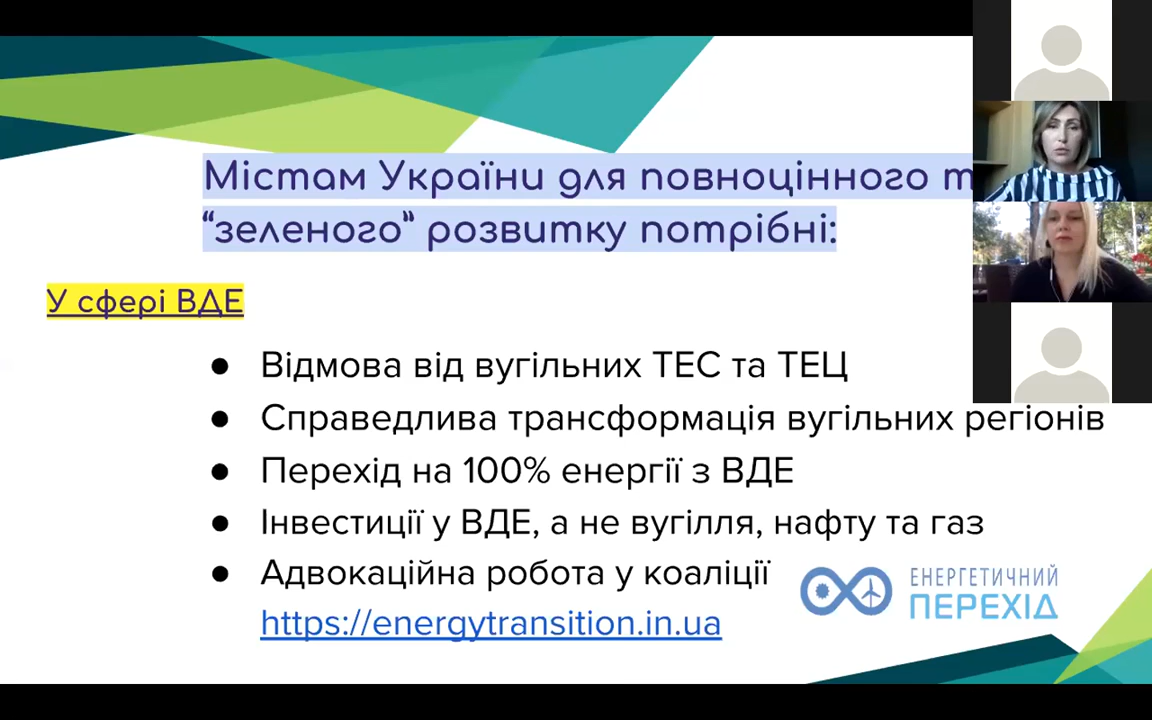 Містам України для повноцінного
“зеленого” розвитку потрібні:
У сфері ВДЕ
● Відмова від вугільних ТЕС та ТЕЦ
● Справедлива трансформація вугільних регіонів
● Перехід на 100% енергії з ВДЕ
● Інвестиції у ВДЕ, а не вугілля, нафту та газ
● Адвокаційна робота у коаліції
https://energytransition.in.ua
ЕНЕРГЕТИЧНИЙ
ПЕРЕХІД